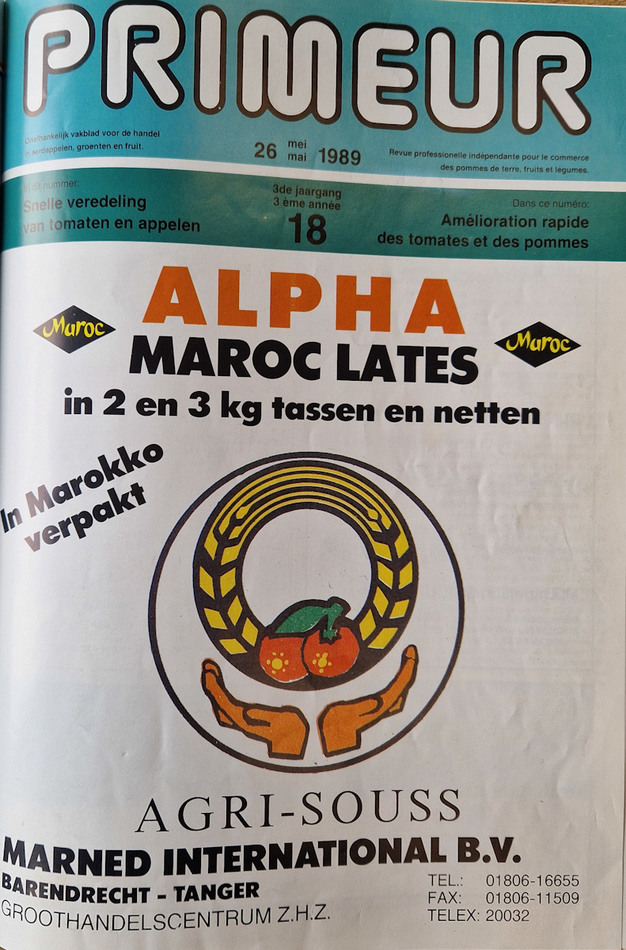 PRIMEUR
Onafhankelijk vakblad voor de handel
in aardappelen, groenten en fruit.
26 mei
mai 1989
Revue professionelle indépendante pour le commerce
des pommes de terre, fruits et legumes.
In dit nummer:
Snelle veredeling
van tomaten en appelen
3de jaargang
3 ème année
18
Dans ce numéro:
Amélioration rapide
des tomates et des pommes
ALPHA
Maroc
Maroc
MAROC LATES
in 2 en 3 kg tassen en netten
In Marokko
verpakt
AGRI-SOUSS
MARNED INTERNATIONAL B.V.
BARENDRECHT - TANGER
GROOTHANDELSCENTRUM Z.H.Z.
TEL.: 01806-16655
FAX: 01806-11509
TELEX: 20032